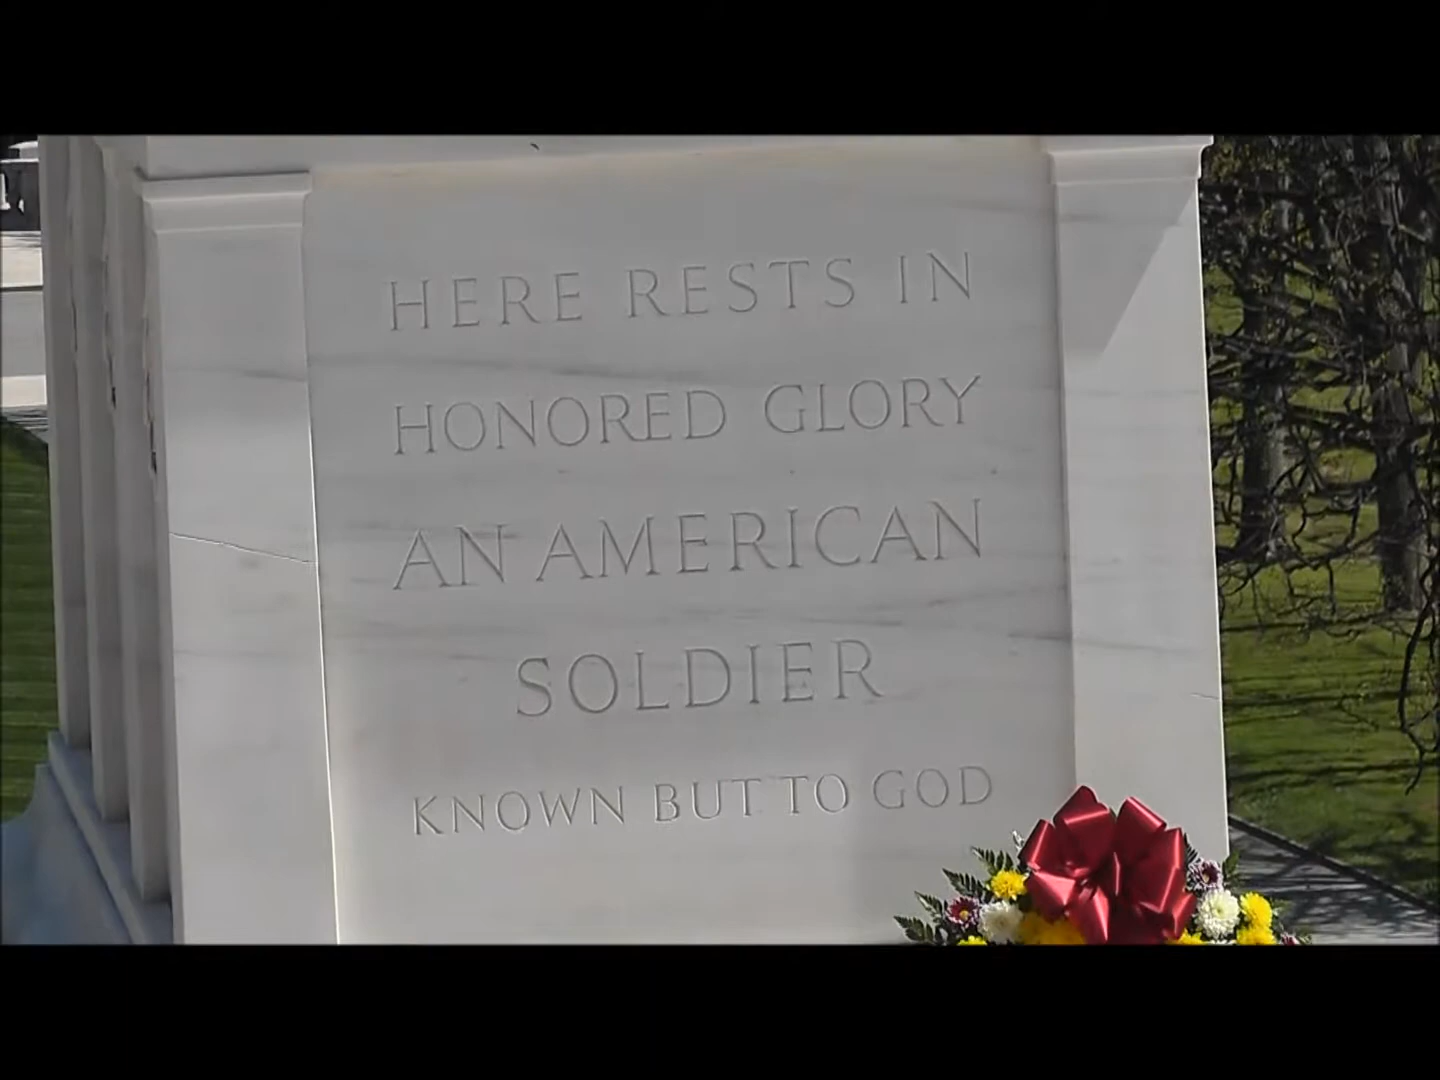 HERE RESTS IN
HONORED GLORY
AN AMERICAN
SOLDIER
KNOWN BUT TO GOD